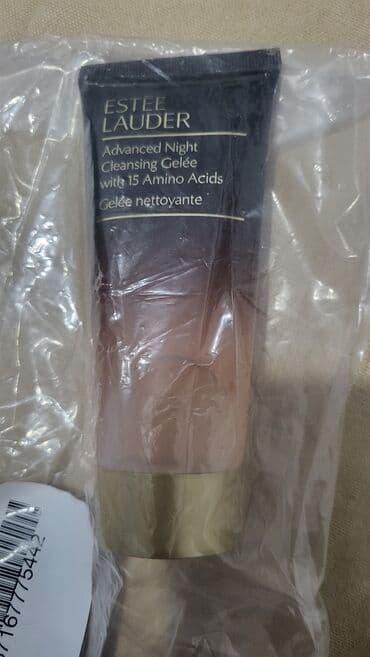 ESTEE
LAUDER
Advanced Night
Cleansing Gelée
with 15 Amino Acids
Gelée nettoyante